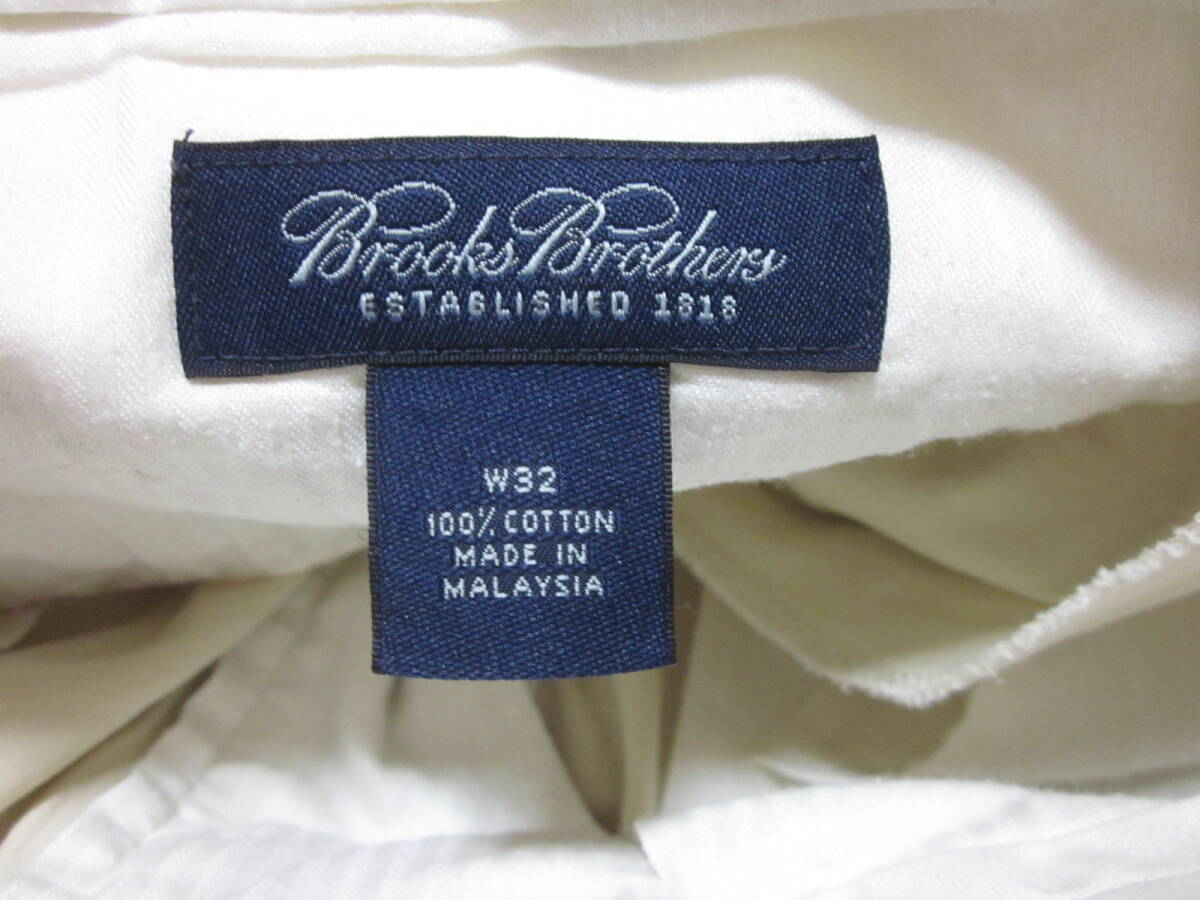 Brooks Brothers
ESTABLISHED 1818
W32
100% COTTON
MADE IN
MALAYSIA